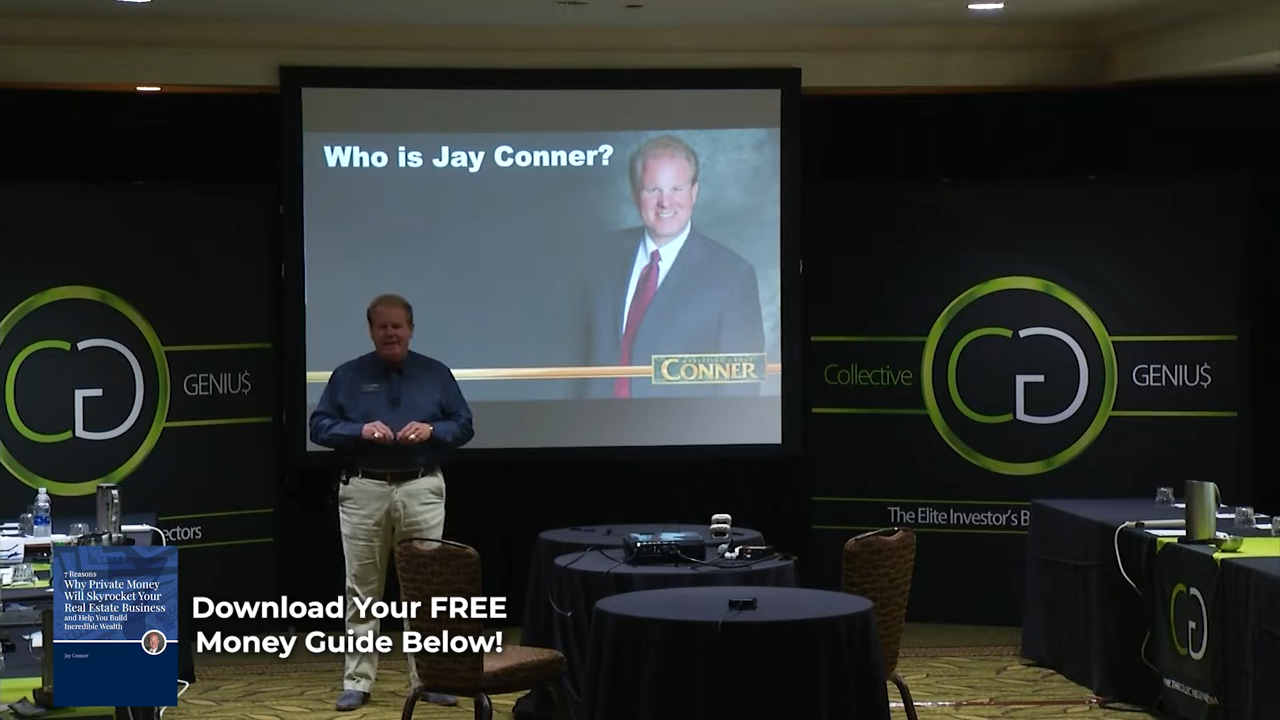 Who is Jay Conner?
CONNER
GENIU$
Collective
GENIU$
The Elite Investor's B
ectors
7 Reasons
Why Private Money
Will Skyrocket Your
Real Estate Business
and Help You Build
Incredible Wealth
Jay Conner
Download Your FREE
Money Guide Below!